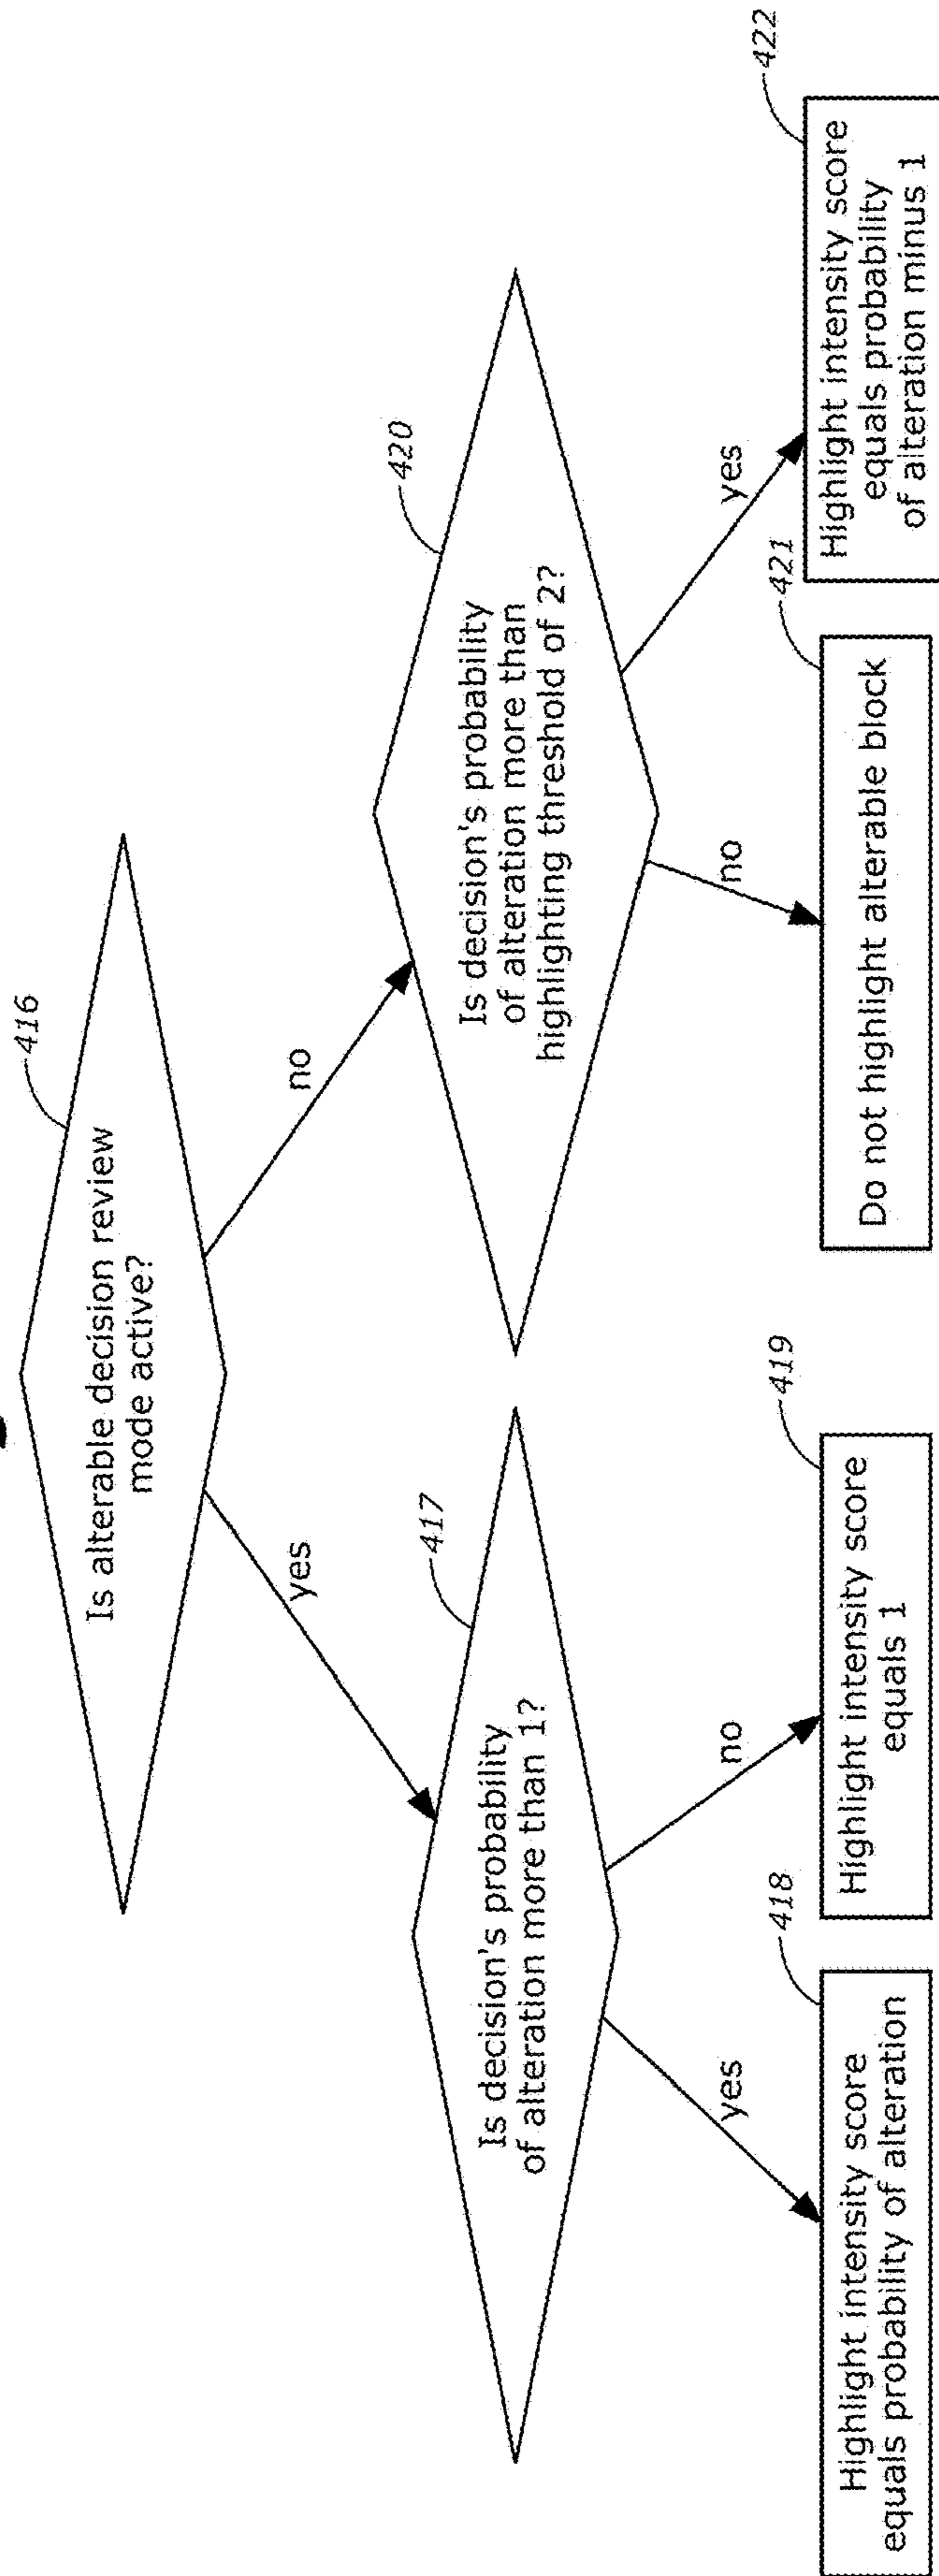 416
Is alterable decision review
mode active?
yes
no
417
Is decision's probability
of alteration more than 1?
420
Is decision's probability
of alteration more than
highlighting threshold of 2?
yes
no
no
yes
418
Highlight intensity score
equals probability of alteration
419
Highlight intensity score
equals 1
421
Do not highlight alterable block
422
Highlight intensity score
equals probability
of alteration minus 1